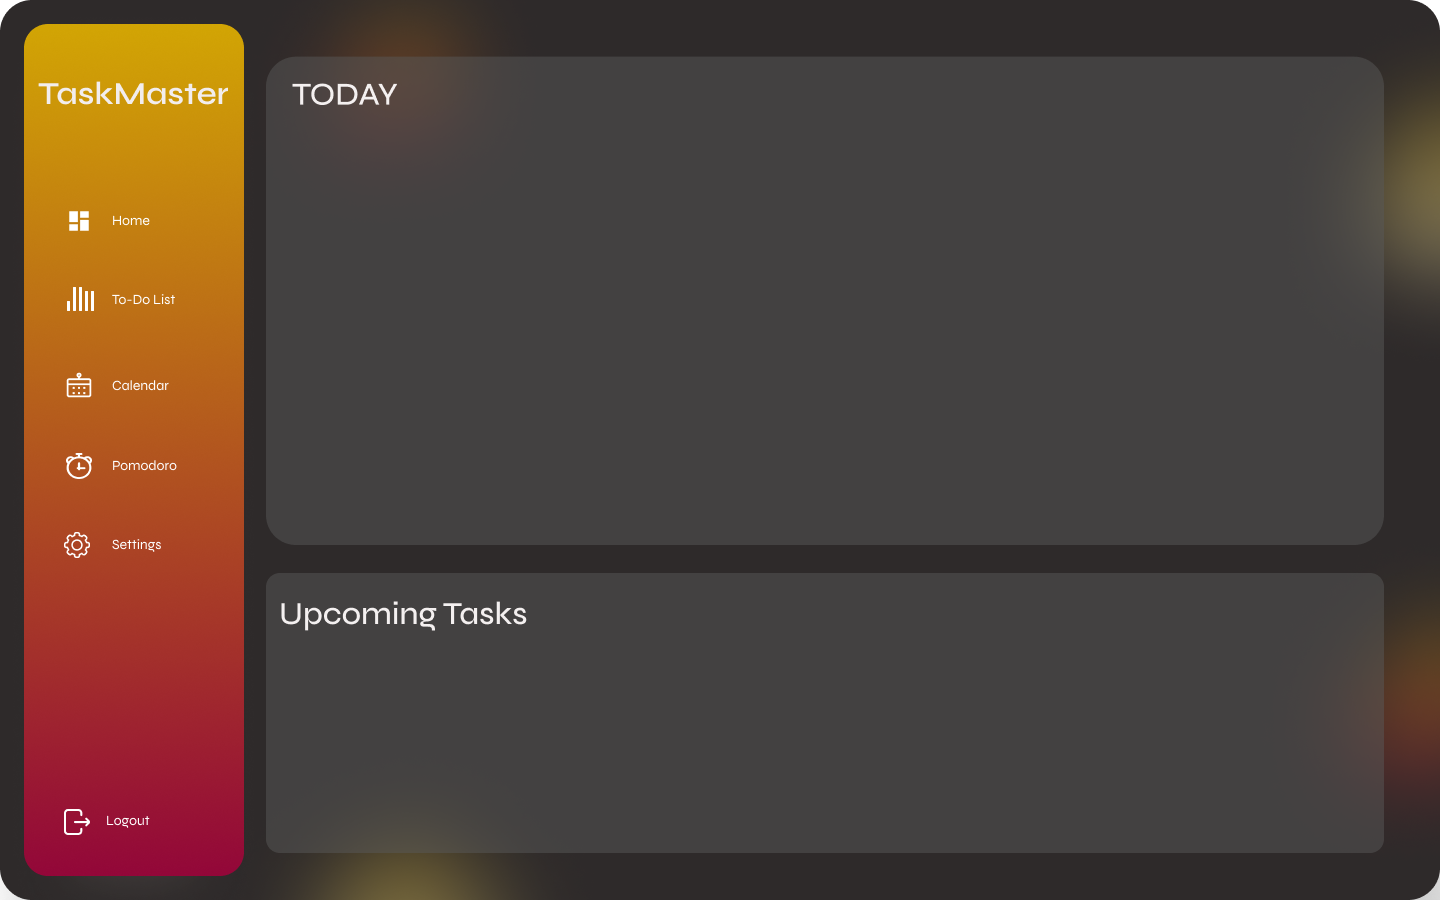 TaskMaster
Home
To-Do List
Calendar
Pomodoro
Settings
Logout
TODAY
Upcoming Tasks